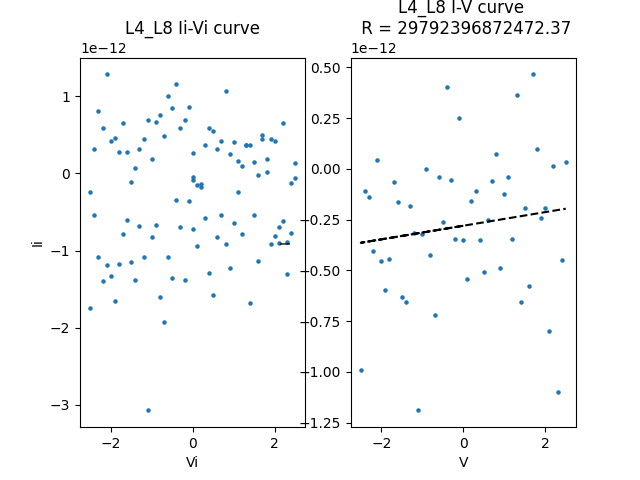 L4_L8 Ii-Vi curve
L4_L8 I-V curve
R = 29792396872472.37
1e−12
1e−12
1
0
−1
−2
−3
Ii
−2
0
2
Vi
0.50
0.25
0.00
−0.25
−0.50
−0.75
−1.00
−1.25
−2
0
2
V